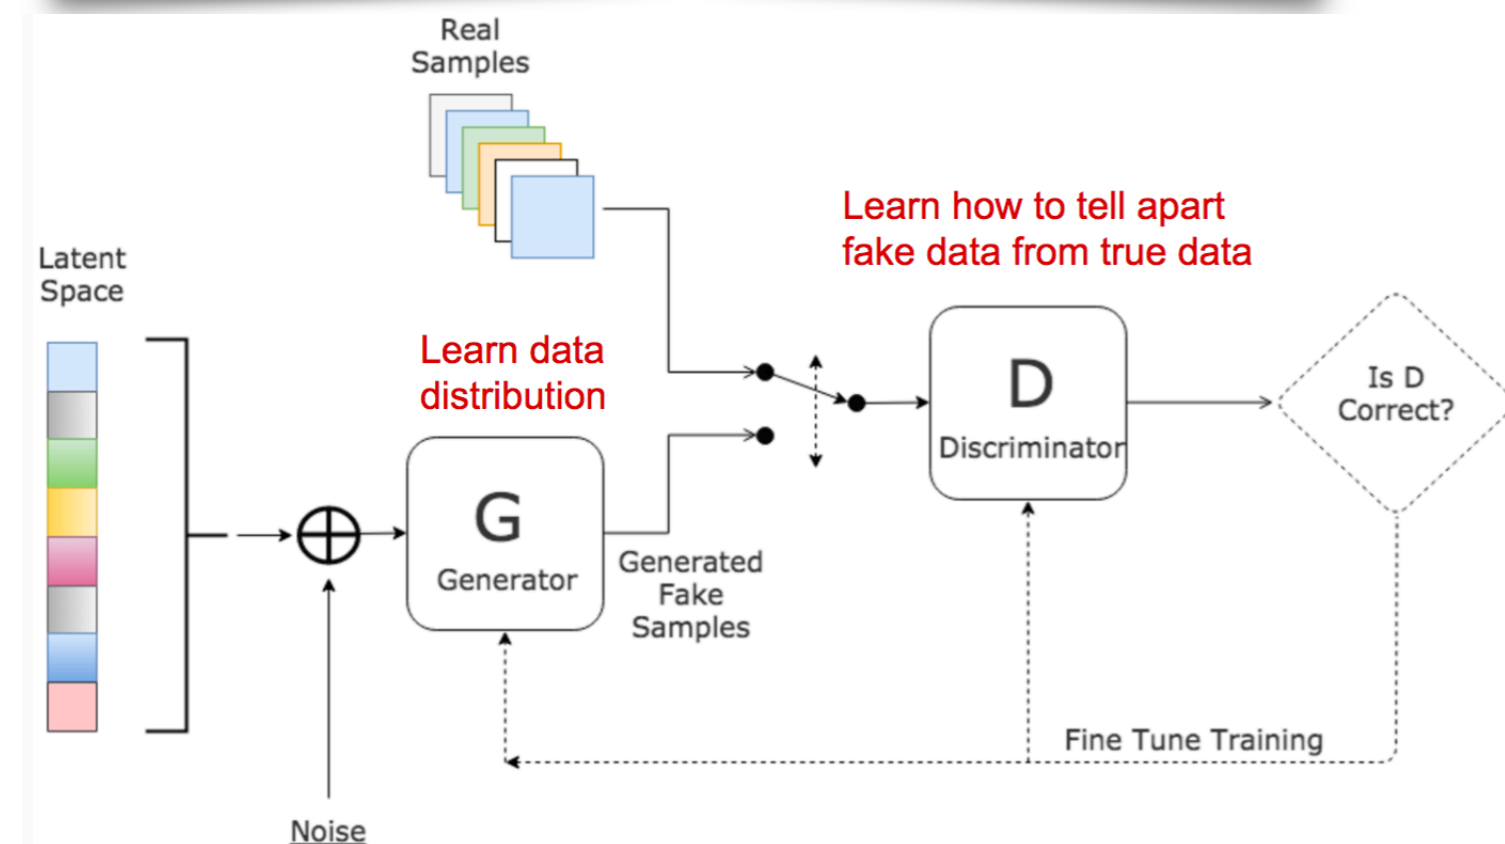 Real
Samples
Learn how to tell apart
fake data from true data
Latent
Space
Learn data
distribution
Is D
Correct?
D
Discriminator
G
Generator
Generated
Fake
Samples
Fine Tune Training
Noise